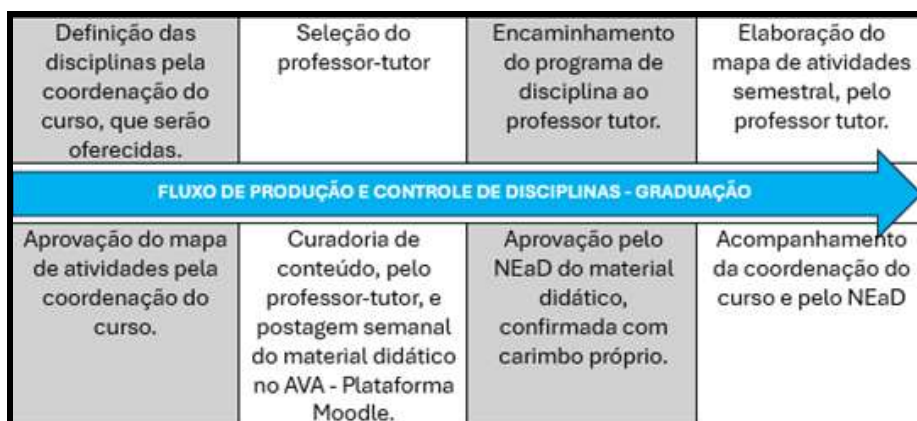 Definição das
disciplinas pela
coordenação do
curso, que serão
oferecidas.
Seleção do
professor-tutor
Encaminhamento
do programa de
disciplina ao
professor tutor.
Elaboração do
mapa de atividades
semestral, pelo
professor tutor.
FLUXO DE PRODUÇÃO E CONTROLE DE DISCIPLINAS - GRADUAÇÃO
Aprovação do mapa
de atividades pela
coordenação do
curso.
Curadoria de
conteúdo, pelo
professor-tutor, e
postagem semanal
do material didático
no AVA - Plataforma
Moodle.
Aprovação pelo
NEaD do material
didático,
confirmada com
carimbo próprio.
Acompanhamento
da coordenação do
curso e pelo NEaD